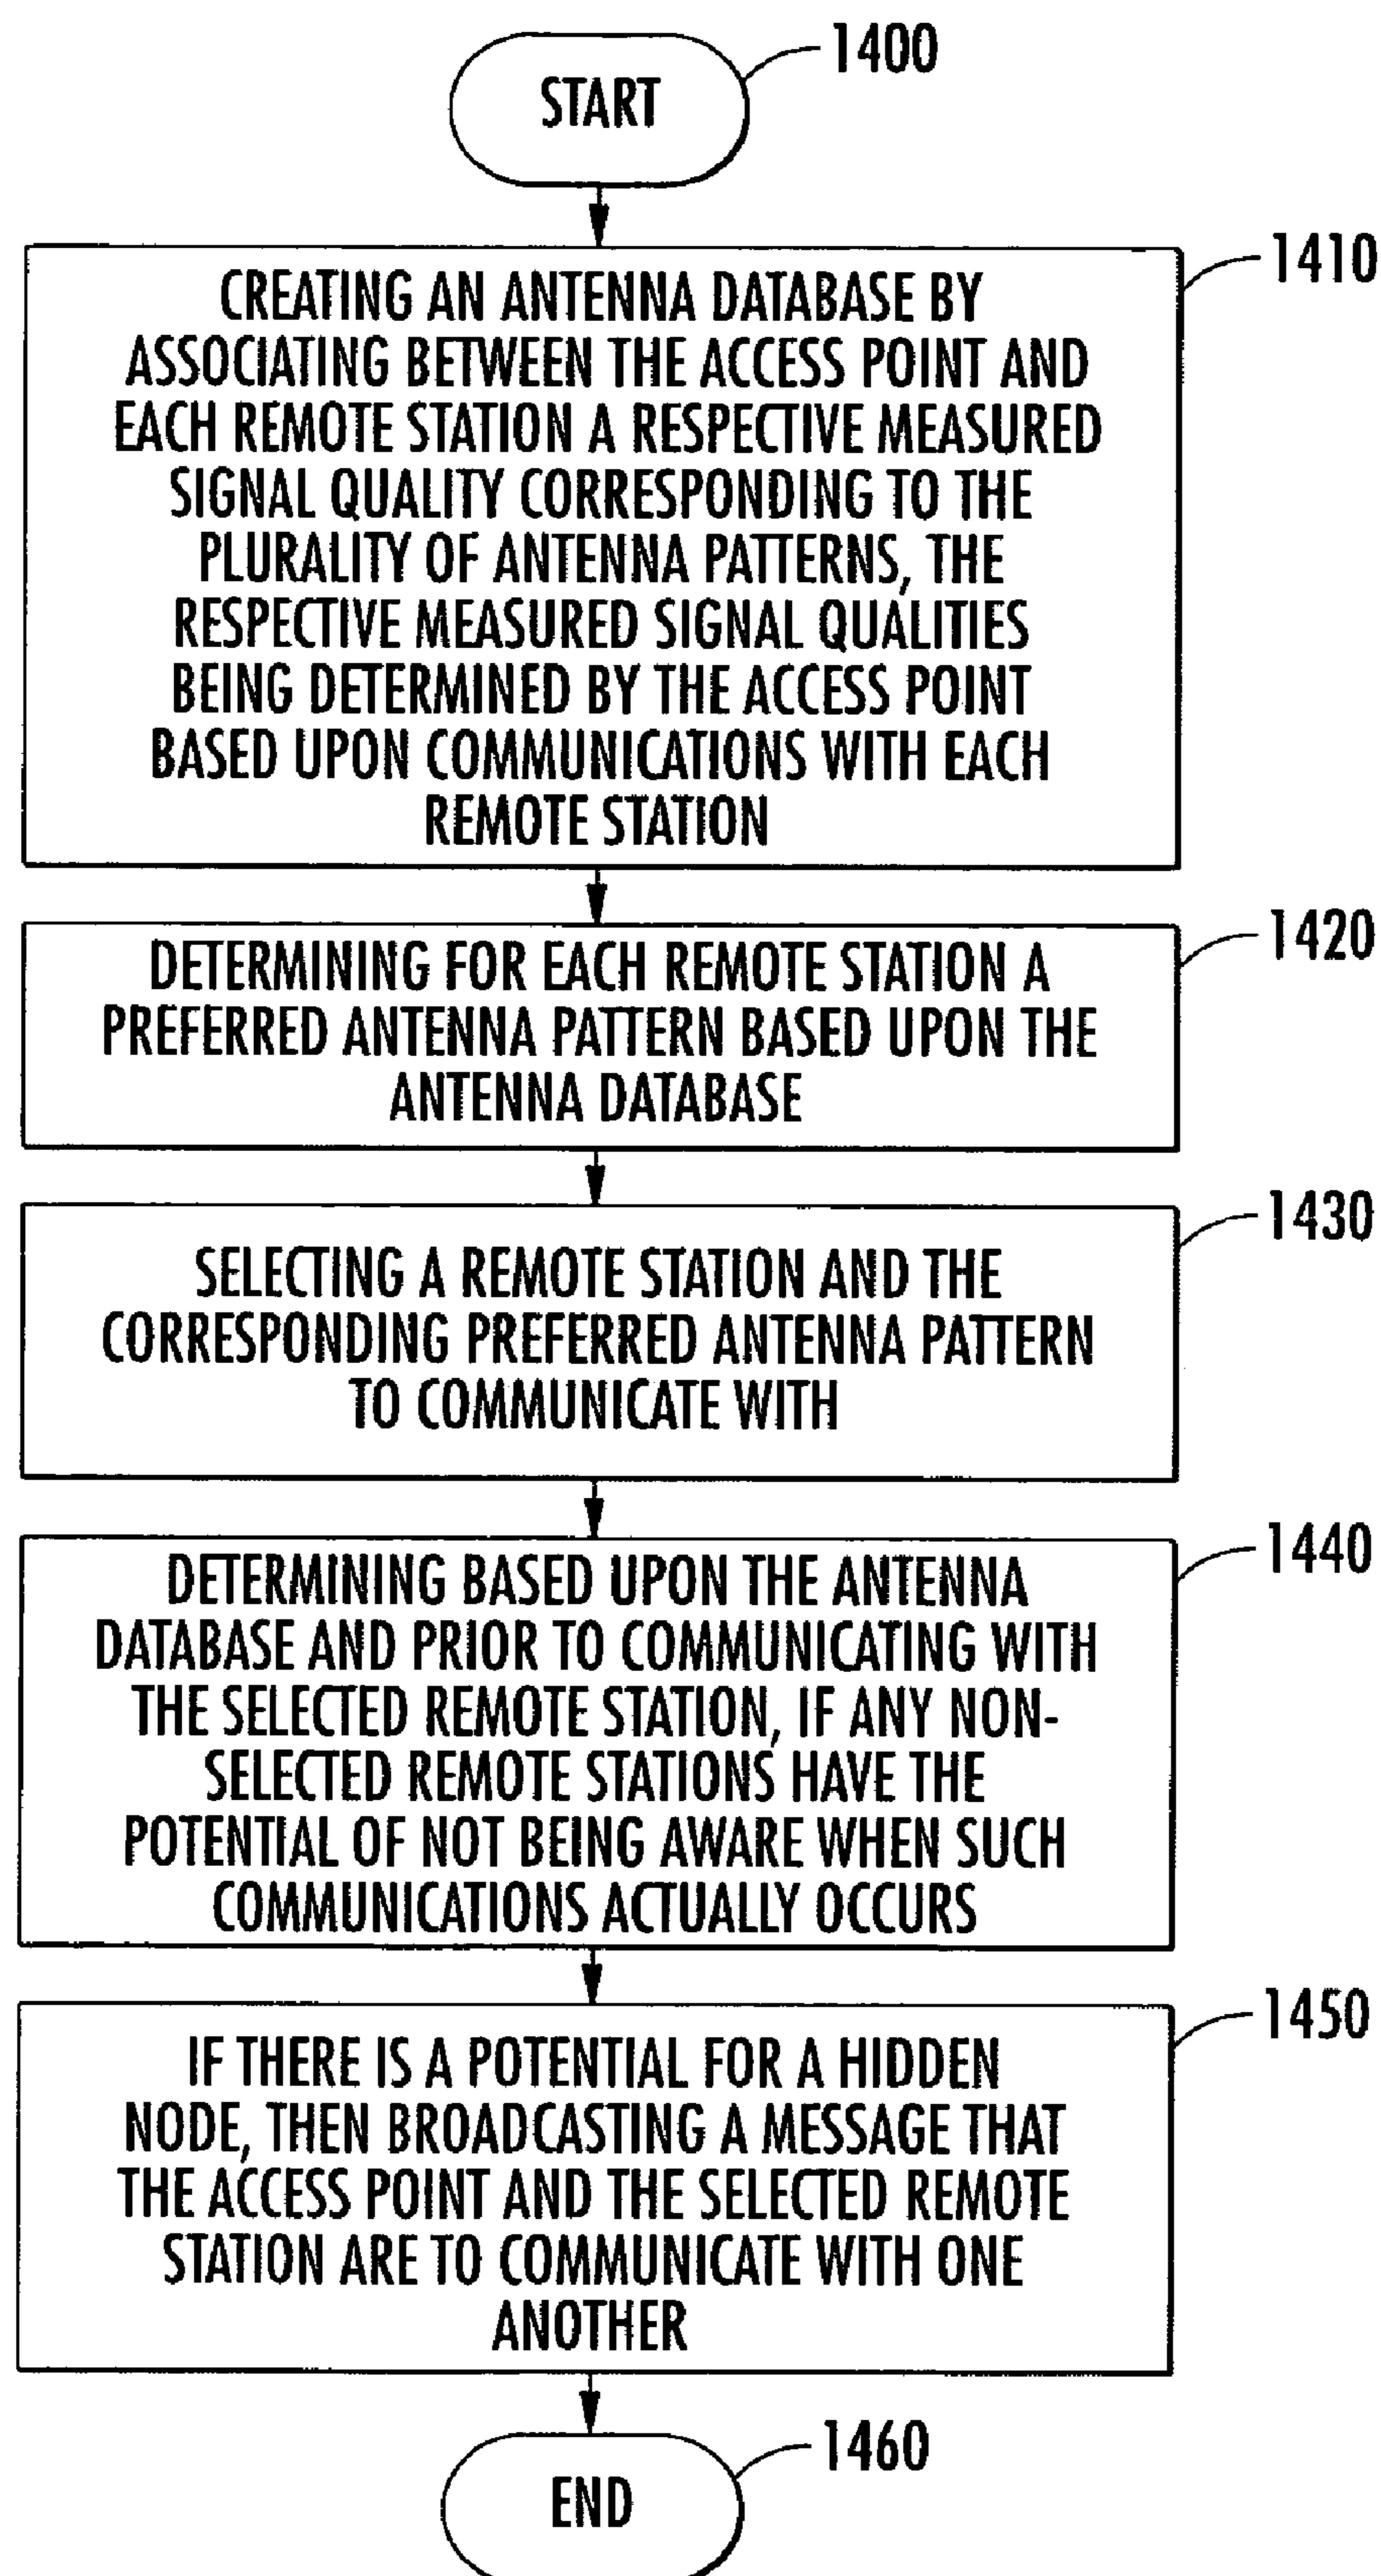 START
1400
CREATING AN ANTENNA DATABASE BY
ASSOCIATING BETWEEN THE ACCESS POINT AND
EACH REMOTE STATION A RESPECTIVE MEASURED
SIGNAL QUALITY CORRESPONDING TO THE
PLURALITY OF ANTENNA PATTERNS, THE
RESPECTIVE MEASURED SIGNAL QUALITIES
BEING DETERMINED BY THE ACCESS POINT
BASED UPON COMMUNICATIONS WITH EACH
REMOTE STATION
1410
DETERMINING FOR EACH REMOTE STATION A
PREFERRED ANTENNA PATTERN BASED UPON THE
ANTENNA DATABASE
1420
SELECTING A REMOTE STATION AND THE
CORRESPONDING PREFERRED ANTENNA PATTERN
TO COMMUNICATE WITH
1430
DETERMINING BASED UPON THE ANTENNA
DATABASE AND PRIOR TO COMMUNICATING WITH
THE SELECTED REMOTE STATION, IF ANY NON-
SELECTED REMOTE STATIONS HAVE THE
POTENTIAL OF NOT BEING AWARE WHEN SUCH
COMMUNICATIONS ACTUALLY OCCURS
1440
IF THERE IS A POTENTIAL FOR A HIDDEN
NODE, THEN BROADCASTING A MESSAGE THAT
THE ACCESS POINT AND THE SELECTED REMOTE
STATION ARE TO COMMUNICATE WITH ONE
ANOTHER
1450
END
1460